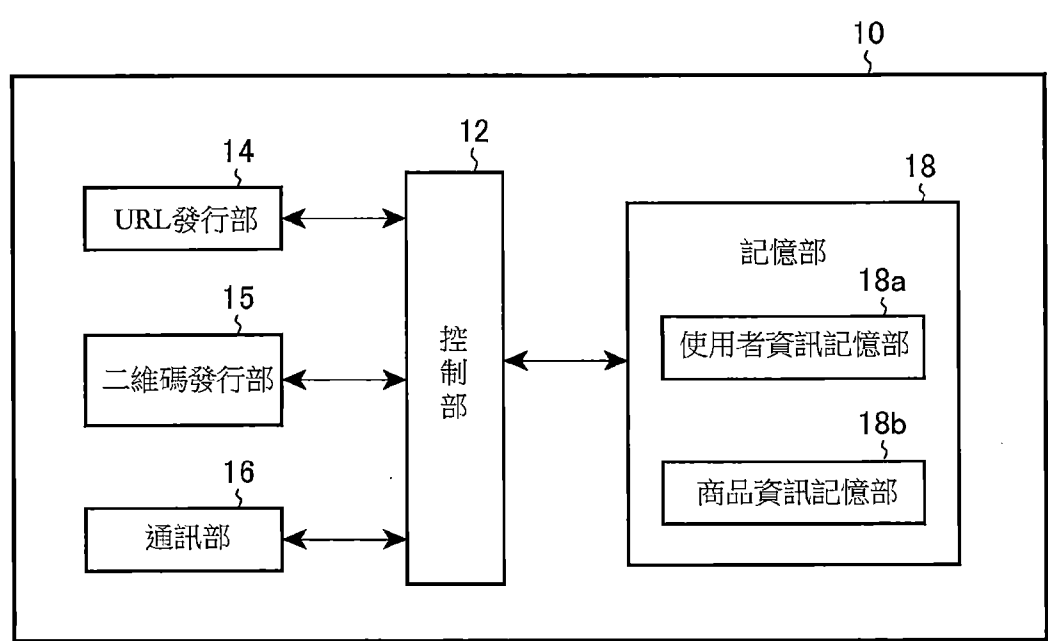 10
12
14
URL發行部
15
二維碼發行部
16
通訊部
控制部
18
記憶部
18a
使用者資訊記憶部
18b
商品資訊記憶部